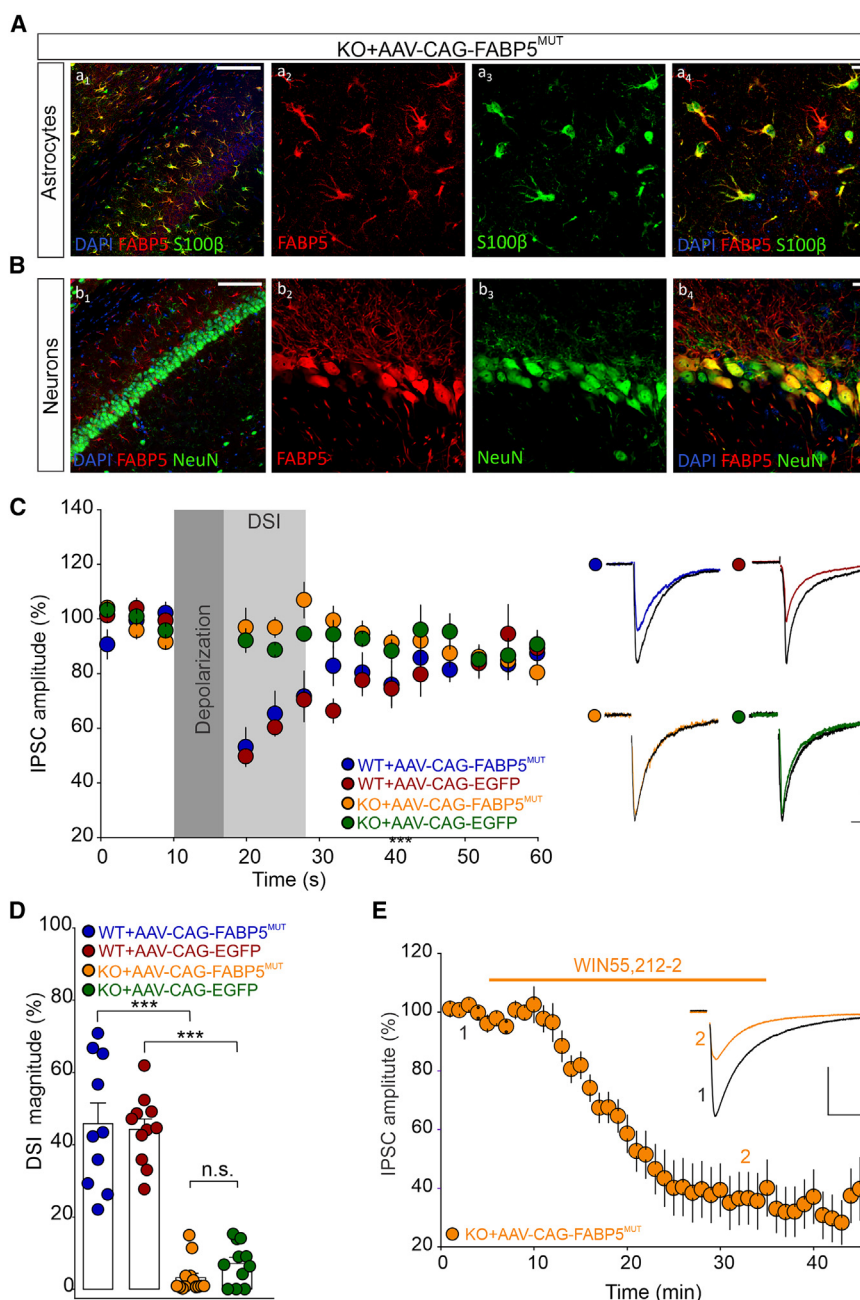 A
KO+AAV-CAG-FABP5MUT
Astrocytes
a1
a2
a3
a4
DAPI FABP5 S100β
FABP5
S100β
DAPI FABP5 S100β
B
Neurons
b1
b2
b3
b4
DAPI FABP5 NeuN
FABP5
NeuN
DAPI FABP5 NeuN
C
IPSC amplitude (%)
140
120
100
80
60
40
20
Depolarization
DSI
WT+AAV-CAG-FABP5MUT
WT+AAV-CAG-EGFP
KO+AAV-CAG-FABP5MUT
KO+AAV-CAG-EGFP
***
0
10
20
30
40
50
60
Time (s)
D
DSI magnitude (%)
100
80
60
40
20
0
WT+AAV-CAG-FABP5MUT
WT+AAV-CAG-EGFP
KO+AAV-CAG-FABP5MUT
KO+AAV-CAG-EGFP
***
***
n.s.
E
IPSC amplitute (%)
120
100
80
60
40
0
WIN55,212-2
1
2
1
2
KO+AAV-CAG-FABP5MUT
0
10
20
30
40
Time (min)